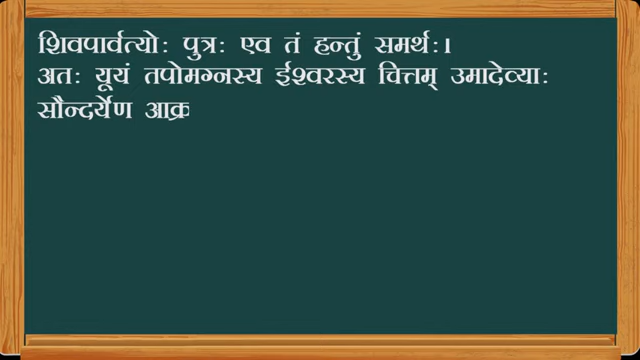 शिवपार्वत्योः पुत्रः एव तं हन्तुं समर्थः।
अतः यूयं तपोमग्नस्य ईश्वरस्य चित्तम् उमादेव्याः
सौन्दर्येण आक्र